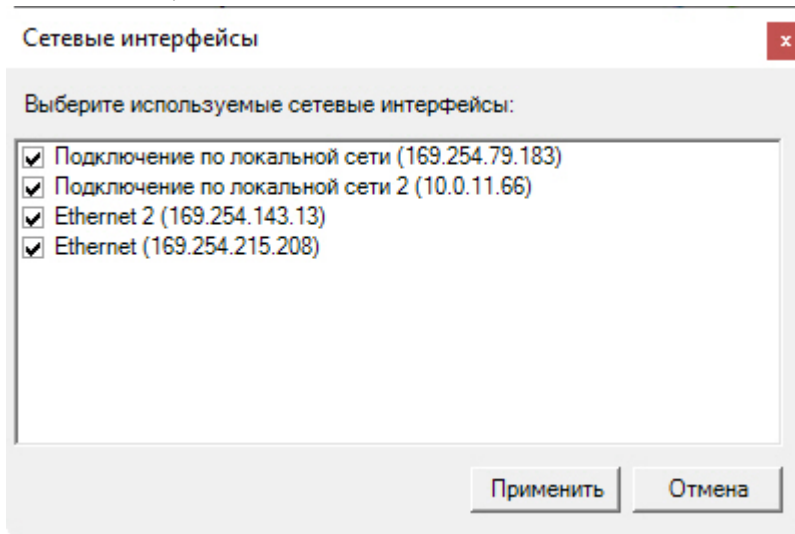 Сетевые интерфейсы
x
Выберите используемые сетевые интерфейсы:
Подключение по локальной сети (169.254.79.183)
Подключение по локальной сети 2 (10.0.11.66)
Ethernet 2 (169.254.143.13)
Ethernet (169.254.215.208)
Применить
Отмена